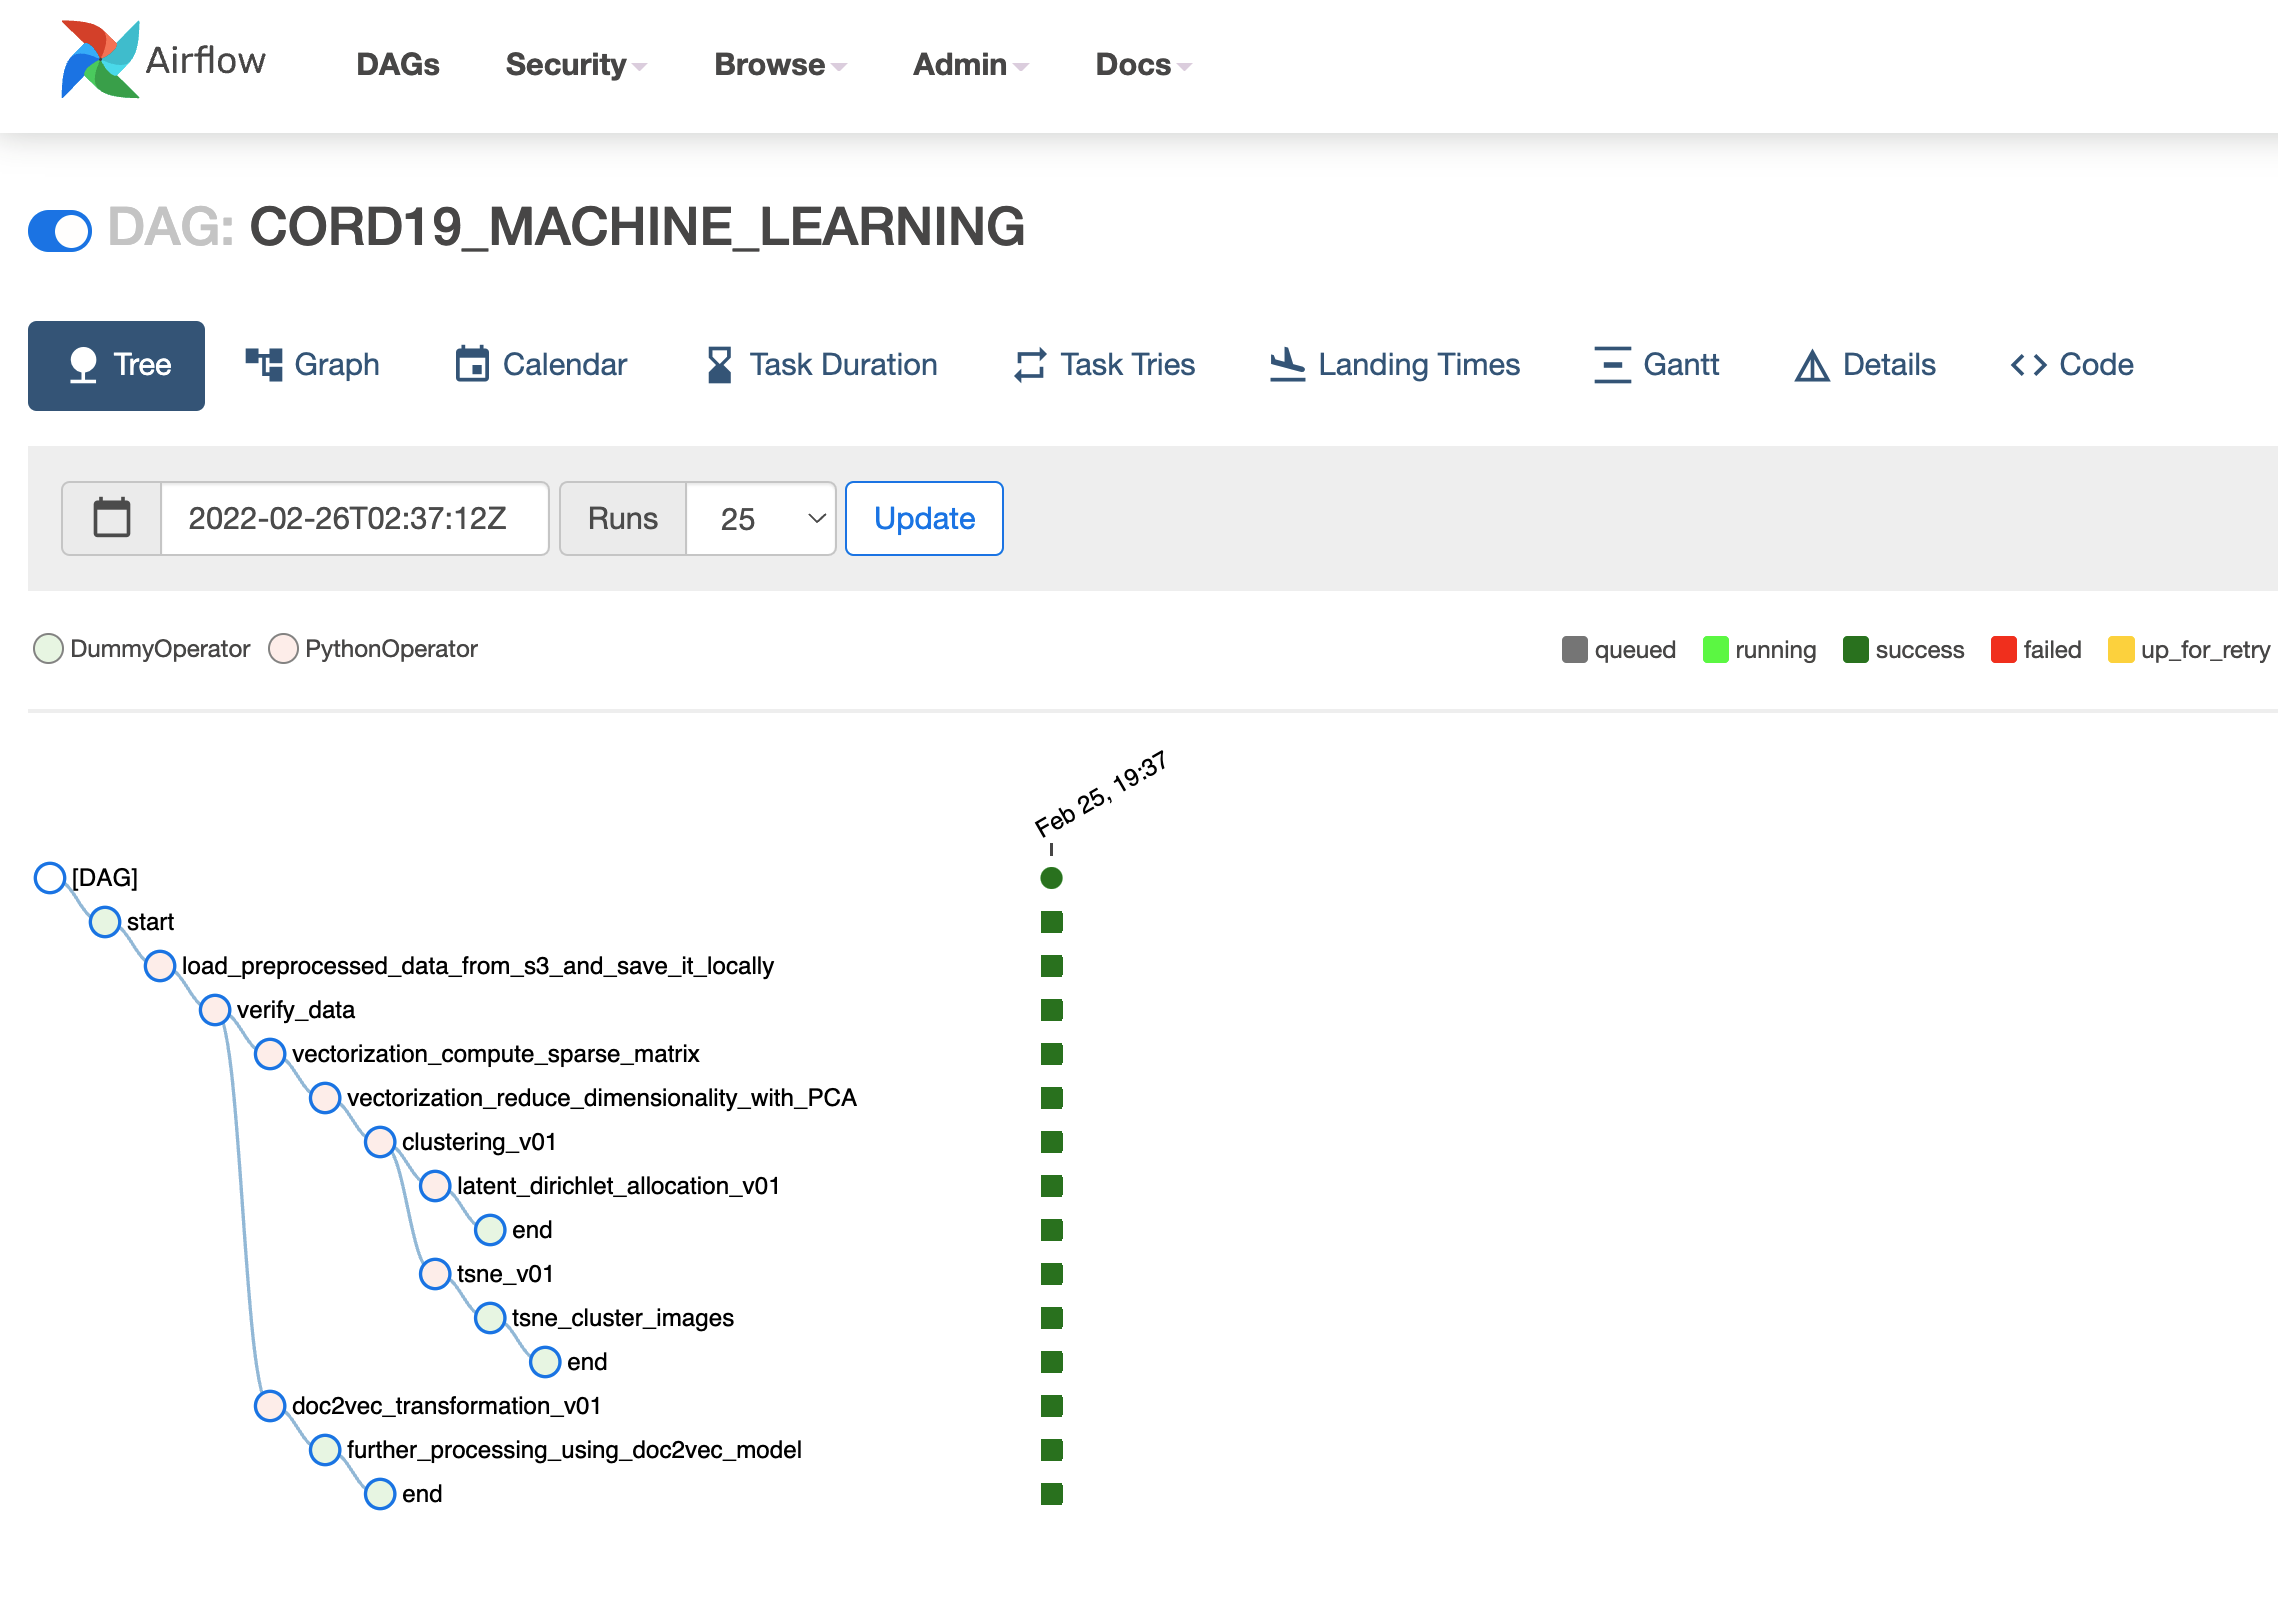 Airflow DAGs Security Browse Admin Docs
DAG: CORD19_MACHINE_LEARNING
Tree Graph Calendar Task Duration Task Tries Landing Times Gantt Details Code
2022-02-26T02:37:12Z Runs 25 Update
DummyOperator PythonOperator queued running success failed up_for_retry
Feb 25, 19:37
[DAG]
start
load_preprocessed_data_from_s3_and_save_it_locally
verify_data
vectorization_compute_sparse_matrix
vectorization_reduce_dimensionality_with_PCA
clustering_v01
latent_dirichlet_allocation_v01
end
tsne_v01
tsne_cluster_images
end
doc2vec_transformation_v01
further_processing_using_doc2vec_model
end